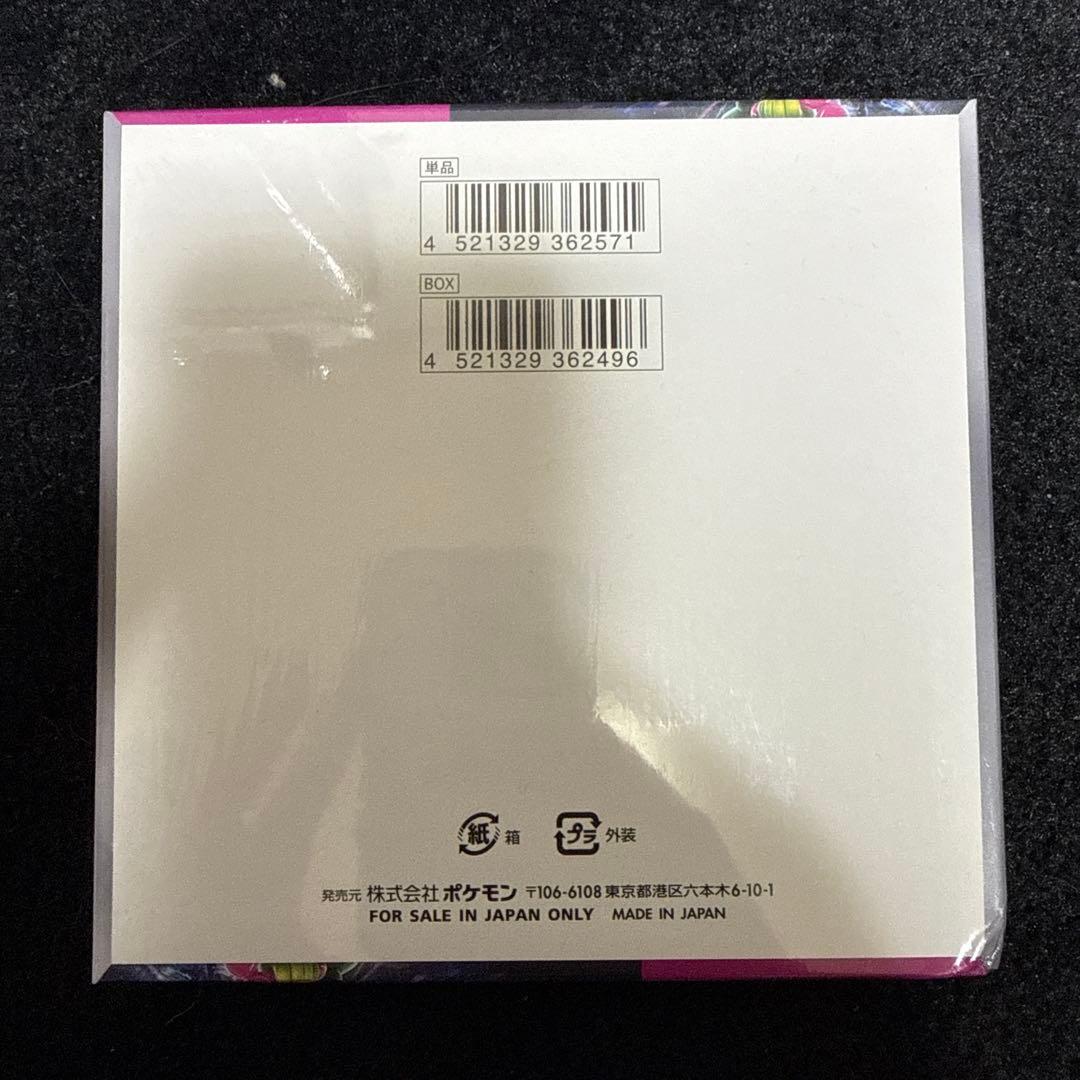 単品
4 521329 362571
BOX
4 521329 362496
紙 箱 プラ 外装
発売元 株式会社ポケモン 〒106-6108 東京都港区六本木6-10-1
FOR SALE IN JAPAN ONLY MADE IN JAPAN